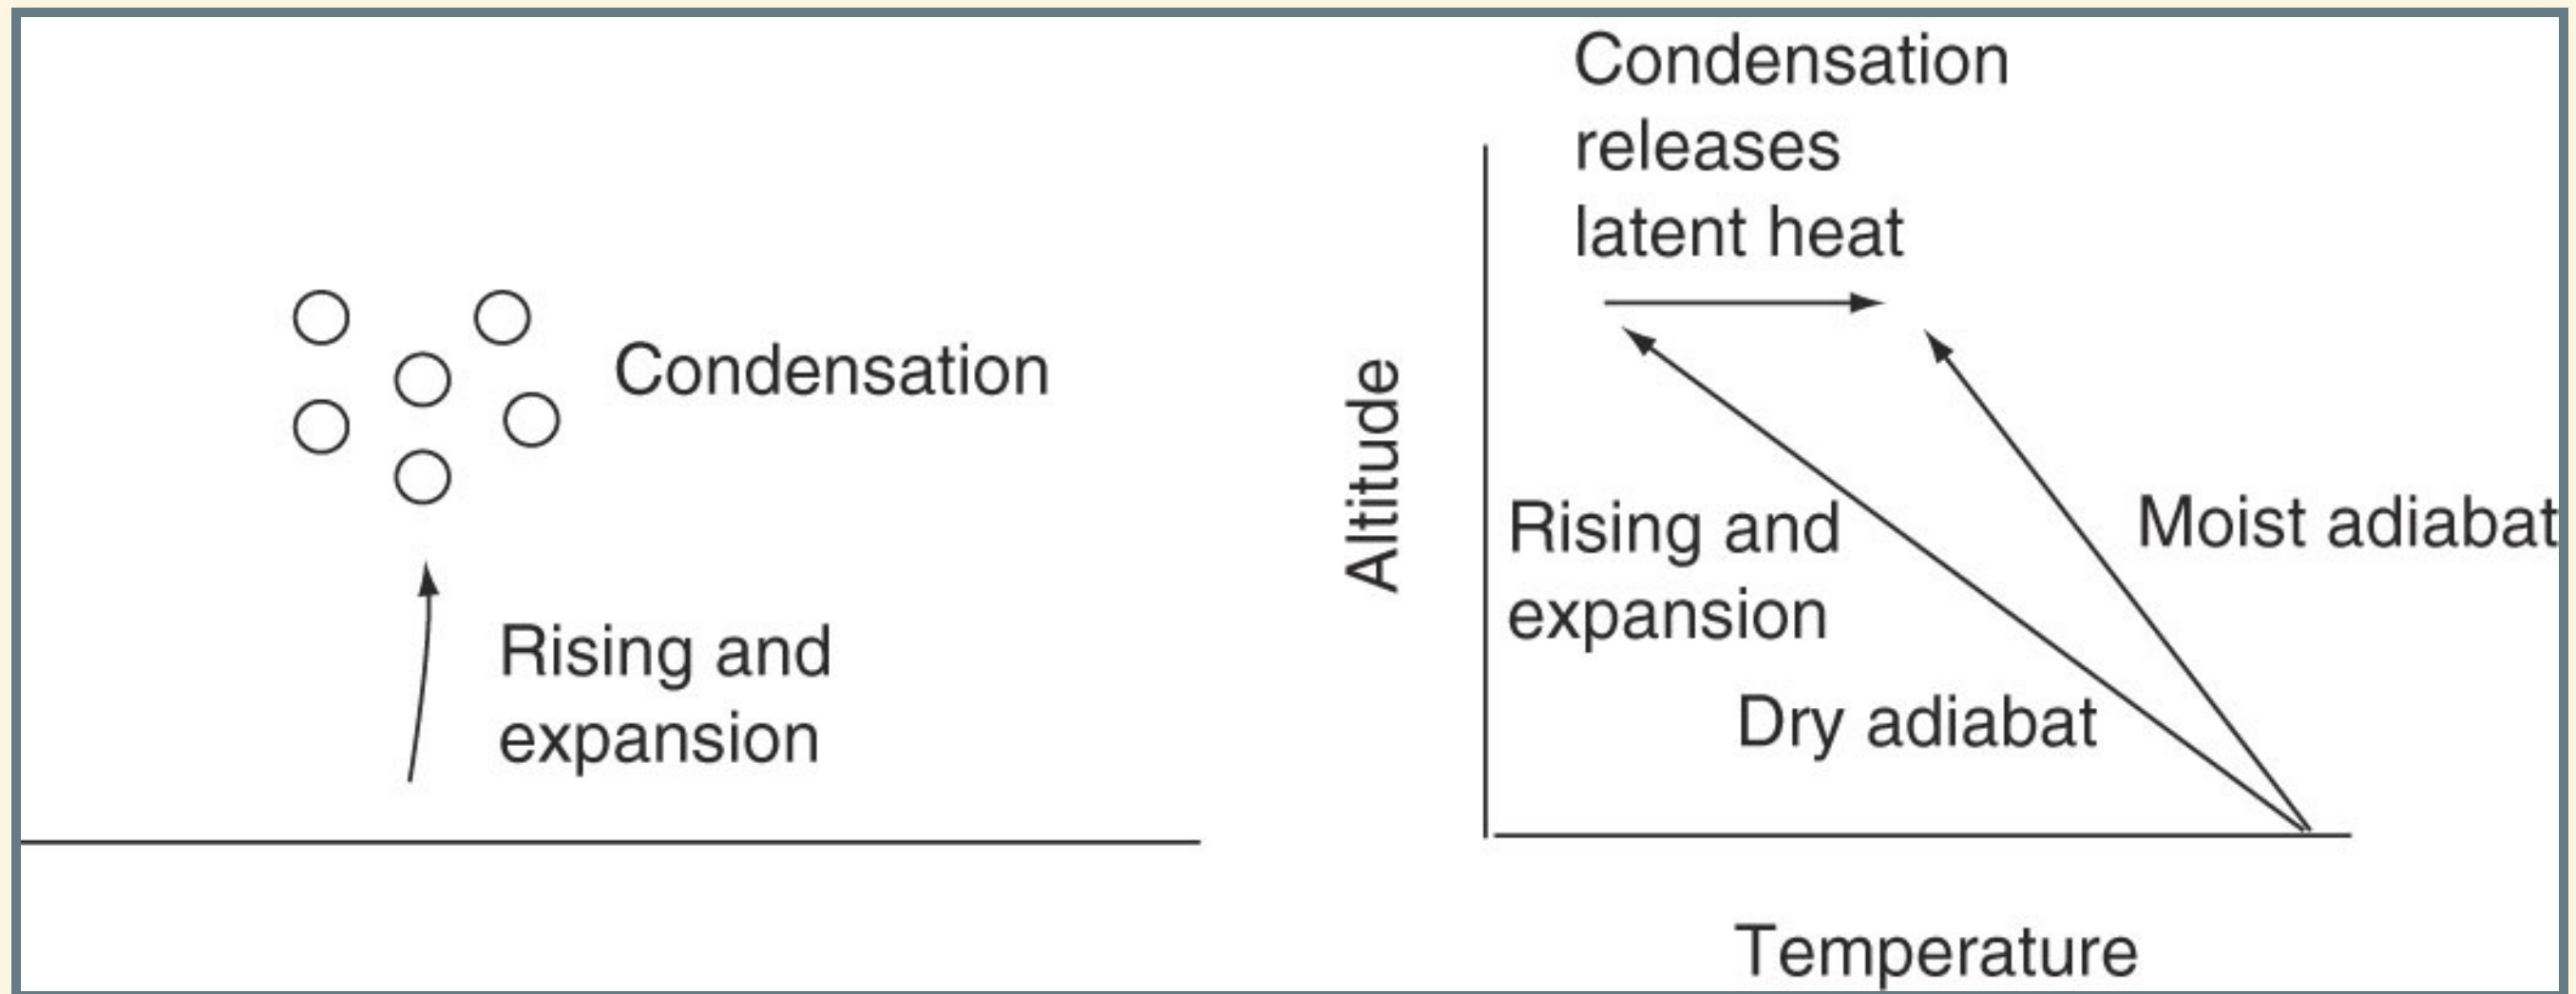 Condensation
Rising and
expansion
Condensation
releases
latent heat
Altitude
Rising and
expansion
Moist adiabat
Dry adiabat
Temperature